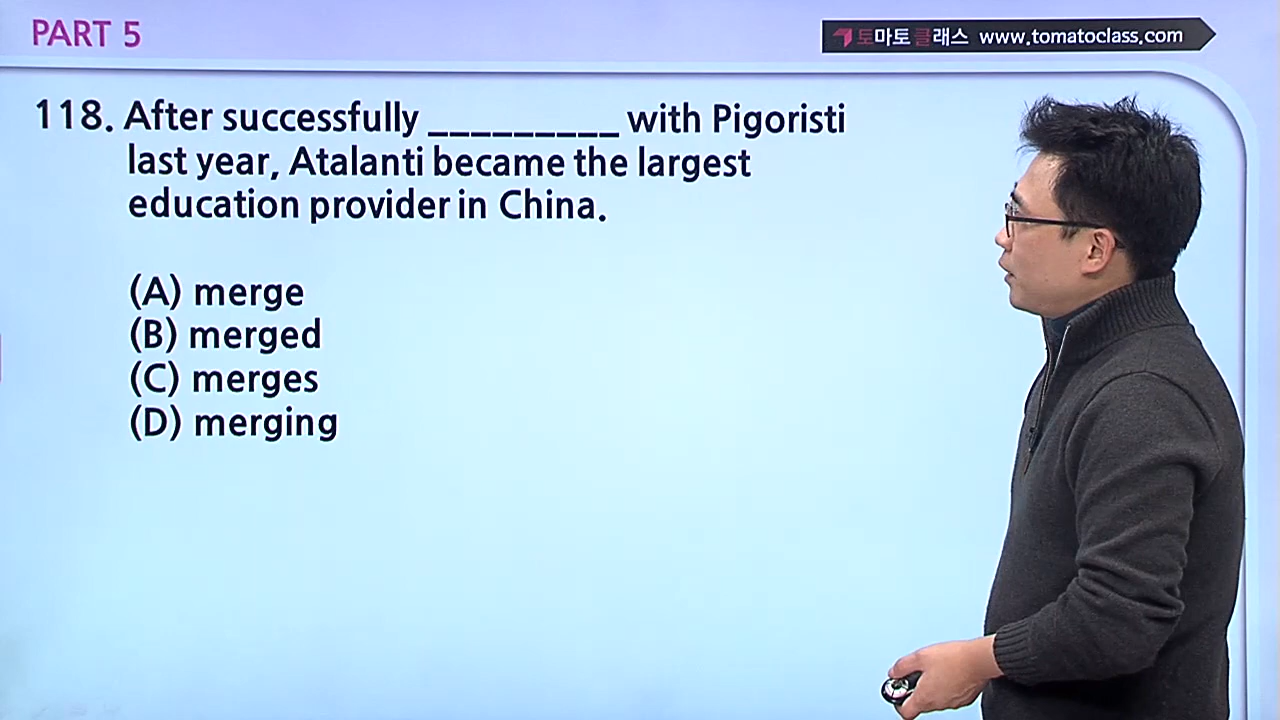 PART 5
토마토클래스 www.tomatoclass.com
118. After successfully _________ with Pigoristi
last year, Atalanti became the largest
education provider in China.
(A) merge
(B) merged
(C) merges
(D) merging